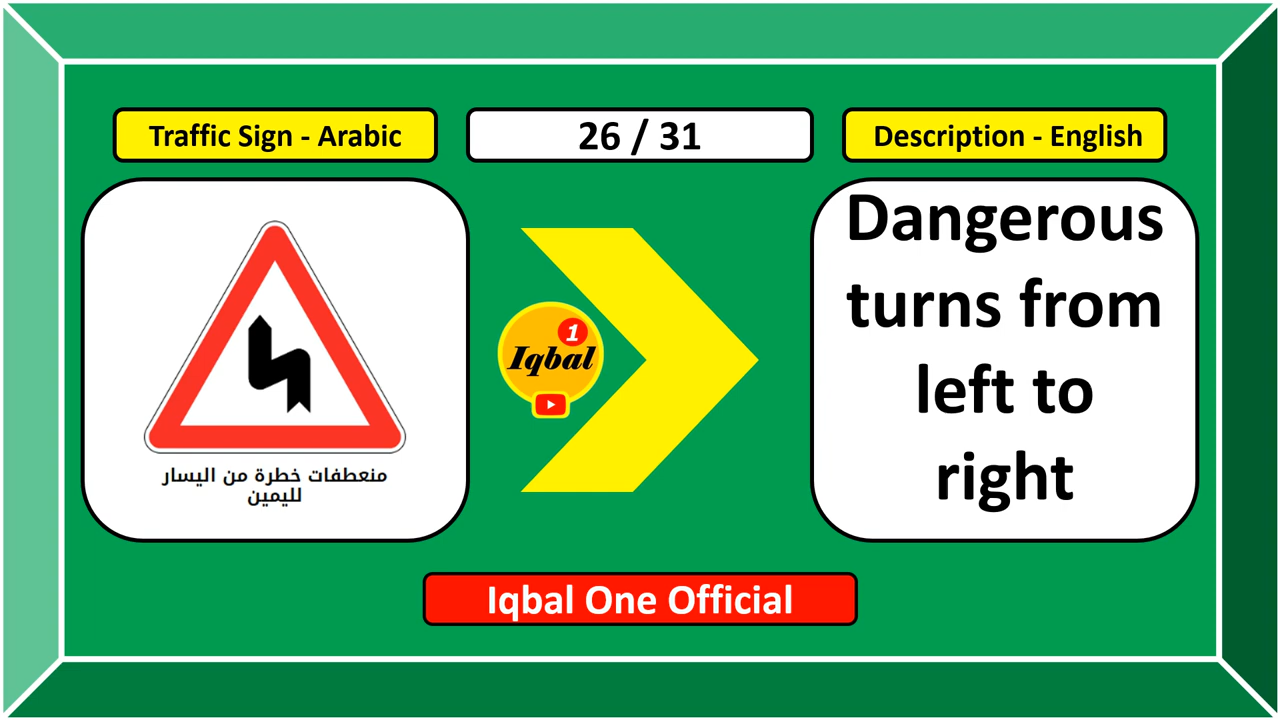 Traffic Sign - Arabic
26 / 31
Description - English
منعطفات خطرة من اليسار
لليمين
1
Iqbal
Dangerous
turns from
left to
right
Iqbal One Official